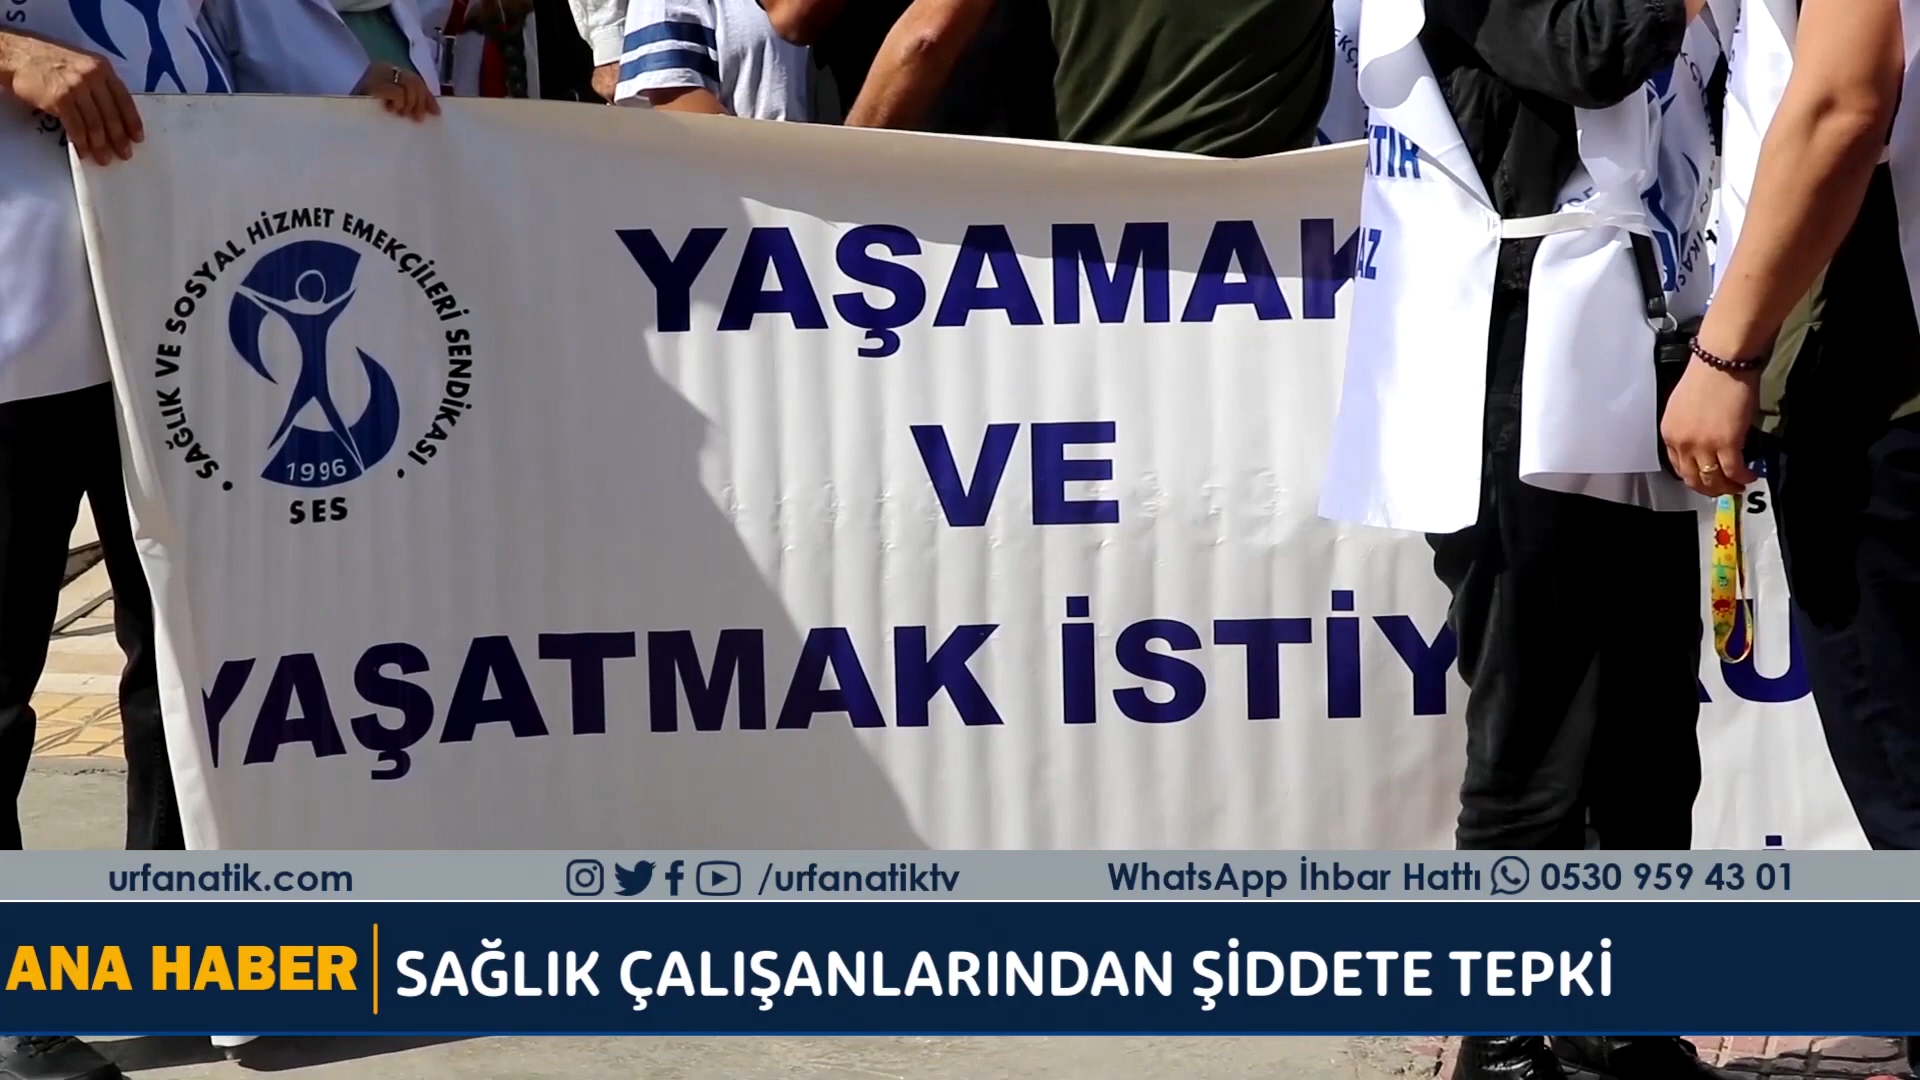 SAĞLIK VE SOSYAL HİZMET EMEKÇİLERİ SENDİKASI
1996
SES
YAŞAMAK
VE
YAŞATMAK İSTİY
urfanatik.com
/urfanatiktv
WhatsApp İhbar Hattı 0530 959 43 01
ANA HABER
SAĞLIK ÇALIŞANLARINDAN ŞİDDETE TEPKİ